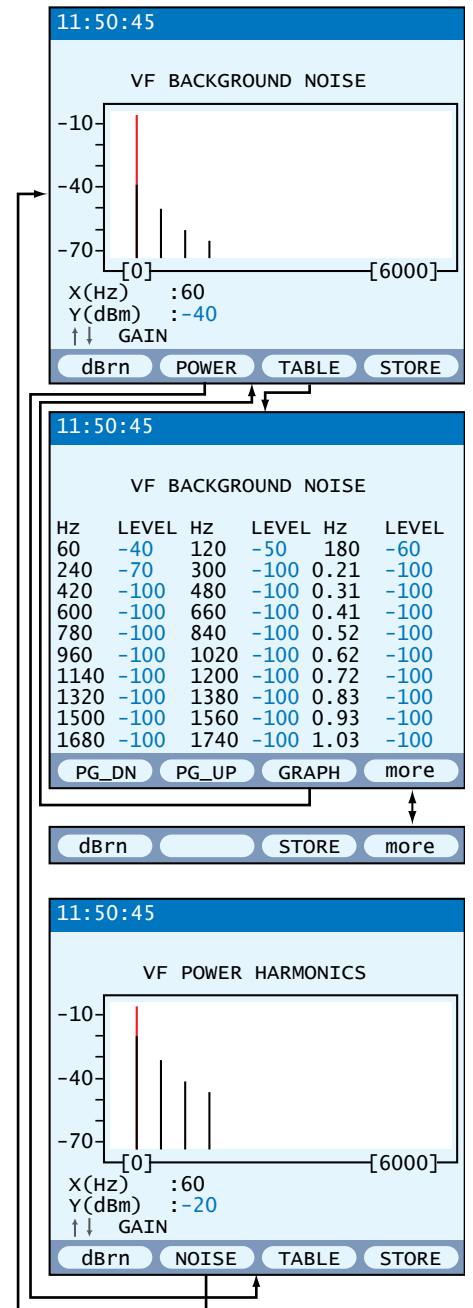 11:50:45
VF BACKGROUND NOISE
-10
-40
-70
[0] [6000]
X(Hz) :60
Y(dBm) :-40
↑↓ GAIN
dBrn POWER TABLE STORE
11:50:45
VF BACKGROUND NOISE
Hz LEVEL Hz LEVEL Hz LEVEL
60 -40 120 -50 180 -60
240 -70 300 -100 0.21 -100
420 -100 480 -100 0.31 -100
600 -100 660 -100 0.41 -100
780 -100 840 -100 0.52 -100
960 -100 1020 -100 0.62 -100
1140 -100 1200 -100 0.72 -100
1320 -100 1380 -100 0.83 -100
1500 -100 1560 -100 0.93 -100
1680 -100 1740 -100 1.03 -100
PG_DN PG_UP GRAPH more
dBrn STORE more
11:50:45
VF POWER HARMONICS
-10
-40
-70
[0] [6000]
X(Hz) :60
Y(dBm) :-20
↑↓ GAIN
dBrn NOISE TABLE STORE